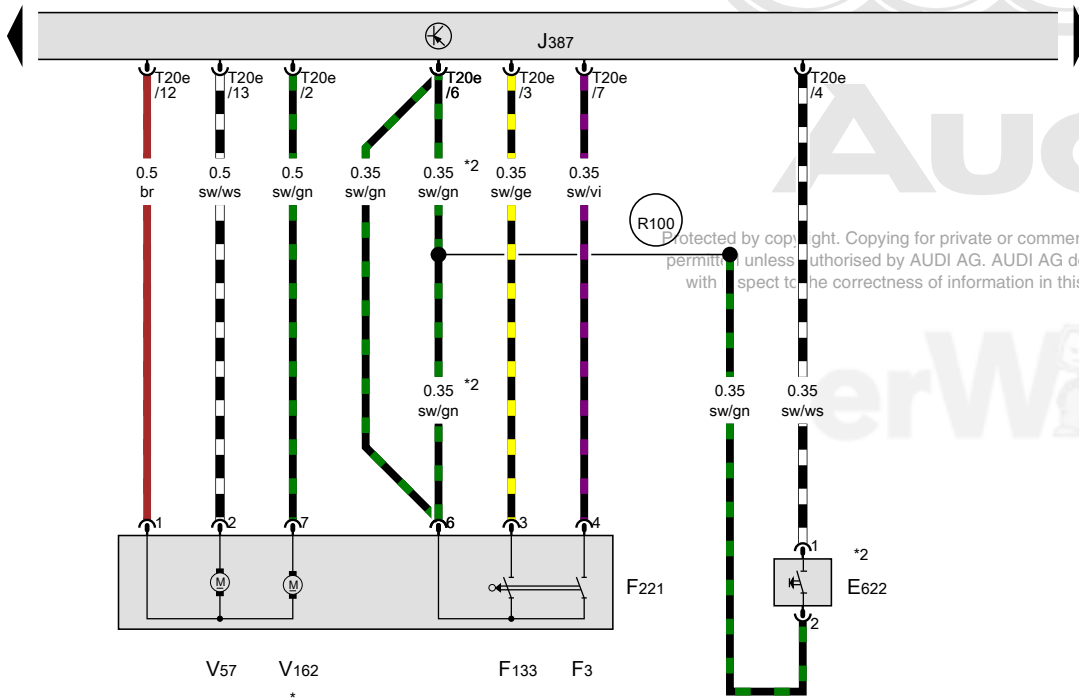 J387
T20e T20e T20e T20e T20e T20e T20e
/12 /13 /2 /6 /3 /7 /4
0.5 0.5 0.5 0.35 0.35 *2 0.35 0.35
br sw/ws sw/gn sw/gn sw/gn sw/ge sw/vi
R100
Protected by copyright. Copying for private or commer
permitted unless authorised by AUDI AG. AUDI AG do
with respect to the correctness of information in this
0.35 *2 0.35 0.35
sw/gn sw/gn sw/ws
1 2 7 6 3 4
1 *2
M M F221 E622
2
V57 V162 F133 F3
*
Aud
erW